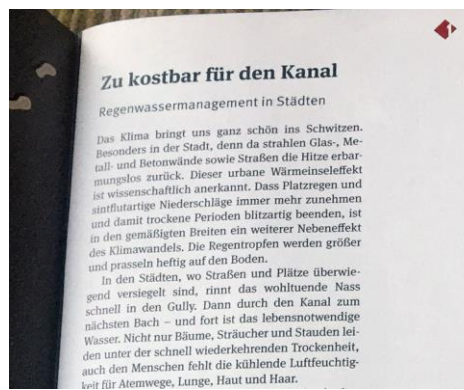 Zu kostbar für den Kanal
Regenwassermanagement in Städten
Das Klima bringt uns ganz schön ins Schwitzen.
Besonders in der Stadt, denn da strahlen Glas-, Me-
tall- und Betonwände sowie Straßen die Hitze erbar-
mungslos zurück. Dieser urbane Wärmeinseleffekt
ist wissenschaftlich anerkannt. Dass Platzregen und
sintflutartige Niederschläge immer mehr zunehmen
und damit trockene Perioden blitzartig beenden, ist
in den gemäßigten Breiten ein weiterer Nebeneffekt
des Klimawandels. Die Regentropfen werden größer
und prasseln heftig auf den Boden.
In den Städten, wo Straßen und Plätze überwie-
gend versiegelt sind, rinnt das wohltuende Nass
schnell in den Gully. Dann durch den Kanal zum
nächsten Bach – und fort ist das lebensnotwendige
Wasser. Nicht nur Bäume, Sträucher und Stauden lei-
den unter der schnell wiederkehrenden Trockenheit,
auch den Menschen fehlt die kühlende Luftfeuchtig-
keit für Atemwege, Lunge, Haut und Haar.